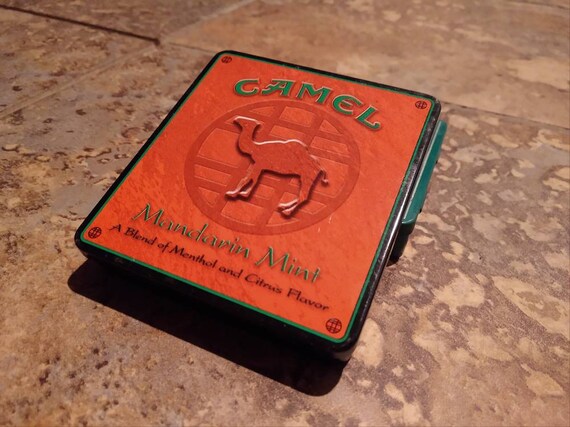 CAMEL
Mandarin Mint
A Blend of Menthol and Citrus Flavor